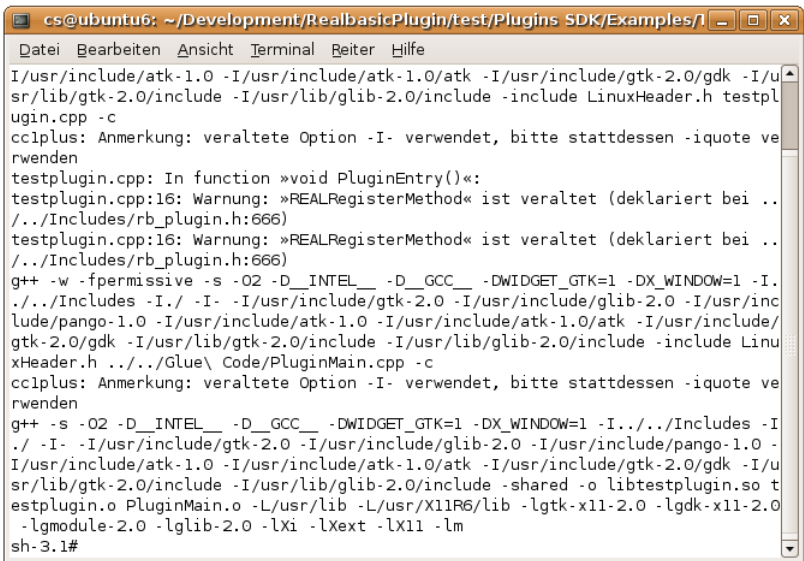 cs@ubuntu6: ~/Development/RealbasicPlugin/test/Plugins SDK/Examples/
Datei Bearbeiten Ansicht Terminal Reiter Hilfe
I/usr/include/atk-1.0 -I/usr/include/atk-1.0/atk -I/usr/include/gtk-2.0/gdk -I/u
sr/lib/gtk-2.0/include -I/usr/lib/glib-2.0/include -include LinuxHeader.h testpl
ugin.cpp -c
cc1plus: Anmerkung: veraltete Option -I- verwendet, bitte stattdessen -iquote ve
rwenden
testplugin.cpp: In function »void PluginEntry()«:
testplugin.cpp:16: Warnung: »REALRegisterMethod« ist veraltet (deklariert bei ..
/../Includes/rb_plugin.h:666)
testplugin.cpp:16: Warnung: »REALRegisterMethod« ist veraltet (deklariert bei ..
/../Includes/rb_plugin.h:666)
g++ -w -fpermissive -s -O2 -D__INTEL__ -D__GCC__ -DWIDGET_GTK=1 -DX_WINDOW=1 -I.
./../Includes -I./ -I- -I/usr/include/gtk-2.0 -I/usr/include/glib-2.0 -I/usr/inc
lude/pango-1.0 -I/usr/include/atk-1.0 -I/usr/include/atk-1.0/atk -I/usr/include/
gtk-2.0/gdk -I/usr/lib/gtk-2.0/include -I/usr/lib/glib-2.0/include -include Linu
xHeader.h ../../Glue\ Code/PluginMain.cpp -c
cc1plus: Anmerkung: veraltete Option -I- verwendet, bitte stattdessen -iquote ve
rwenden
g++ -s -O2 -D__INTEL__ -D__GCC__ -DWIDGET_GTK=1 -DX_WINDOW=1 -I../../Includes -I
./ -I- -I/usr/include/gtk-2.0 -I/usr/include/glib-2.0 -I/usr/include/pango-1.0 -
I/usr/include/atk-1.0 -I/usr/include/atk-1.0/atk -I/usr/include/gtk-2.0/gdk -I/u
sr/lib/gtk-2.0/include -I/usr/lib/glib-2.0/include -shared -o libtestplugin.so t
estplugin.o PluginMain.o -L/usr/lib -L/usr/X11R6/lib -lgtk-x11-2.0 -lgdk-x11-2.0
-lgmodule-2.0 -lglib-2.0 -lXi -lXext -lX11 -lm
sh-3.1#